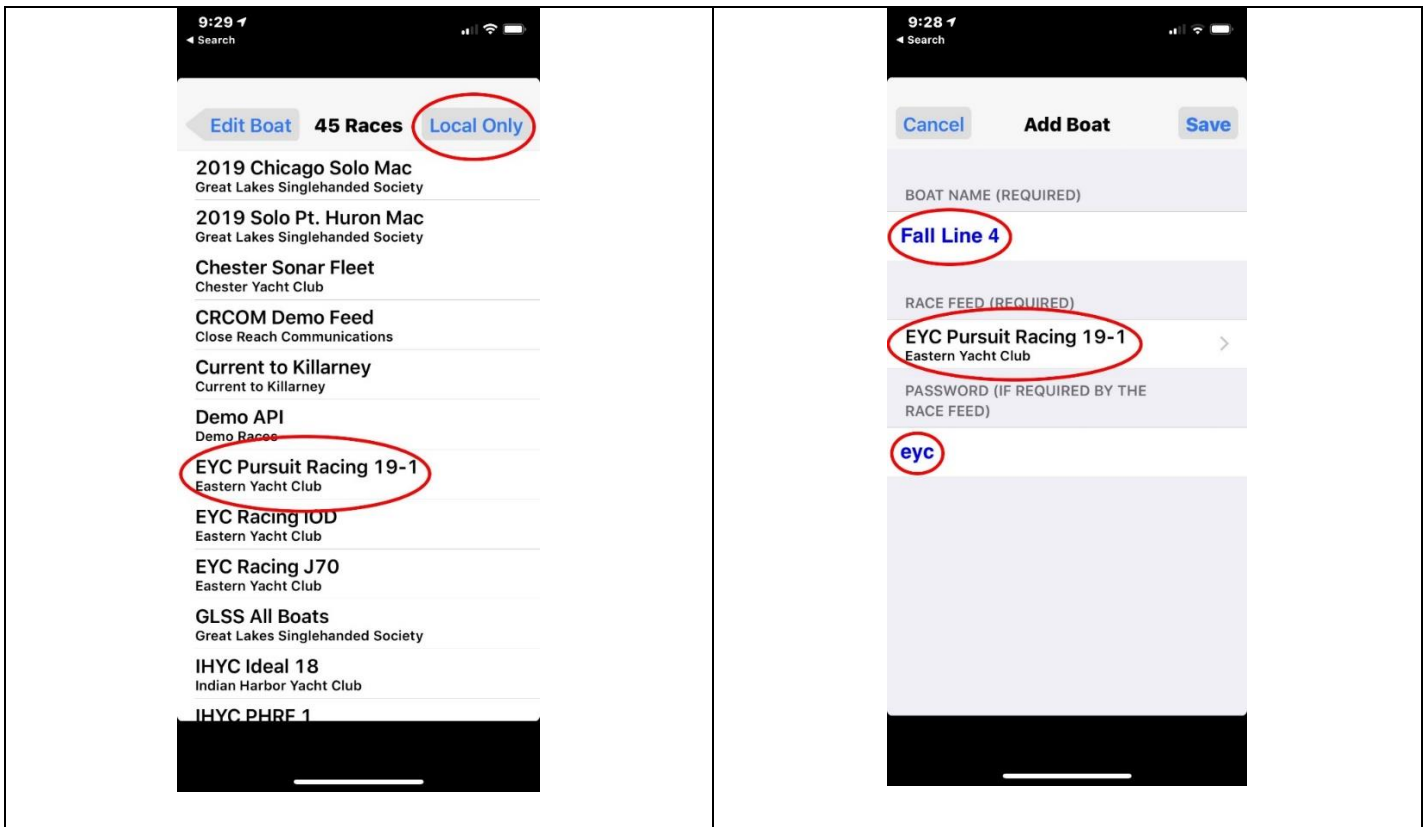 9:29
Search
Edit Boat 45 Races Local Only
2019 Chicago Solo Mac
Great Lakes Singlehanded Society
2019 Solo Pt. Huron Mac
Great Lakes Singlehanded Society
Chester Sonar Fleet
Chester Yacht Club
CRCOM Demo Feed
Close Reach Communications
Current to Killarney
Current to Killarney
Demo API
Demo Races
EYC Pursuit Racing 19-1
Eastern Yacht Club
EYC Racing IOD
Eastern Yacht Club
EYC Racing J70
Eastern Yacht Club
GLSS All Boats
Great Lakes Singlehanded Society
IHYC Ideal 18
Indian Harbor Yacht Club
IHYC PHRF 1
9:28
Search
Cancel Add Boat Save
BOAT NAME (REQUIRED)
Fall Line 4
RACE FEED (REQUIRED)
EYC Pursuit Racing 19-1
Eastern Yacht Club
PASSWORD (IF REQUIRED BY THE
RACE FEED)
eyc